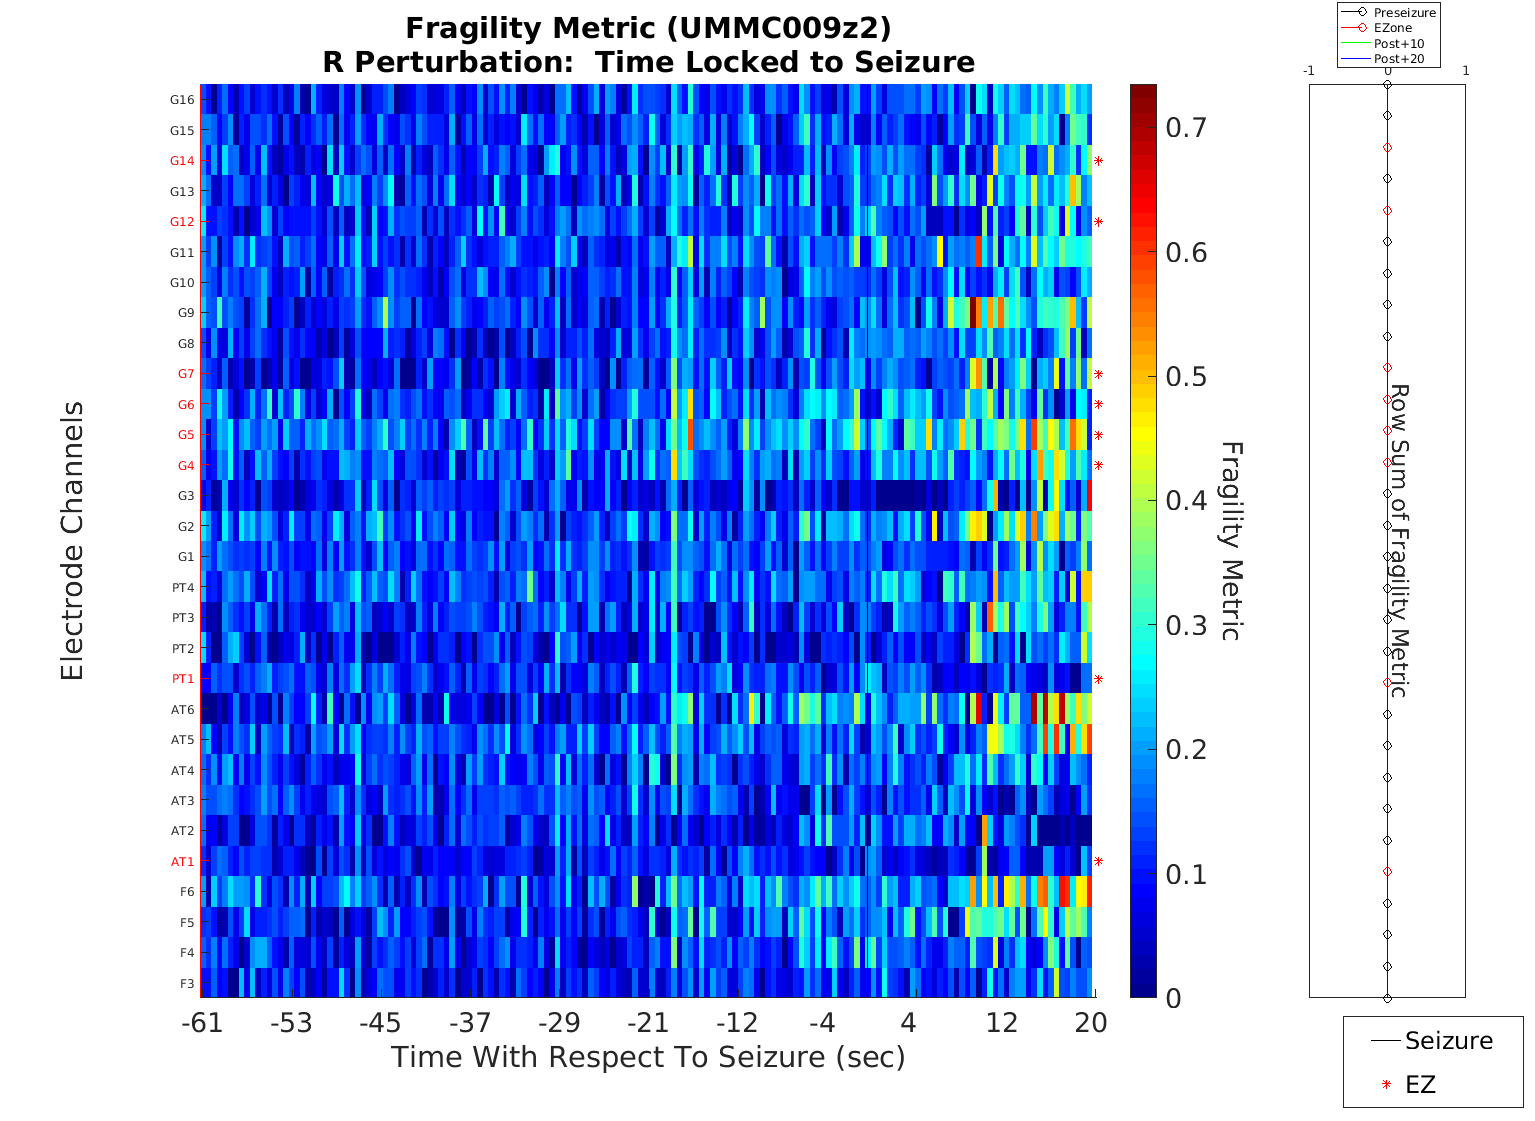 Fragility Metric (UMMC009z2)
R Perturbation:  Time Locked to Seizure
Electrode Channels
G16
G15
G14
G13
G12
G11
G10
G9
G8
G7
G6
G5
G4
G3
G2
G1
PT4
PT3
PT2
PT1
AT6
AT5
AT4
AT3
AT2
AT1
F6
F5
F4
F3
-61 -53 -45 -37 -29 -21 -12 -4 4 12 20
Time With Respect To Seizure (sec)
0.7
0.6
0.5
0.4
0.3
0.2
0.1
0
Fragility Metric
Preseizure
EZone
Post+10
Post+20
-1 0 1
Row Sum of Fragility Metric
Seizure
EZ